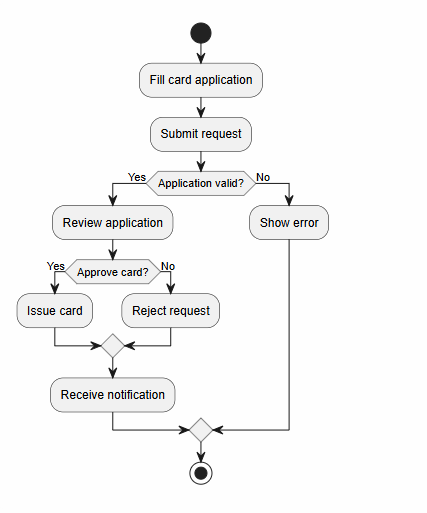 Fill card application
Submit request
Yes
Application valid?
No
Review application
Show error
Yes
Approve card?
No
Issue card
Reject request
Receive notification